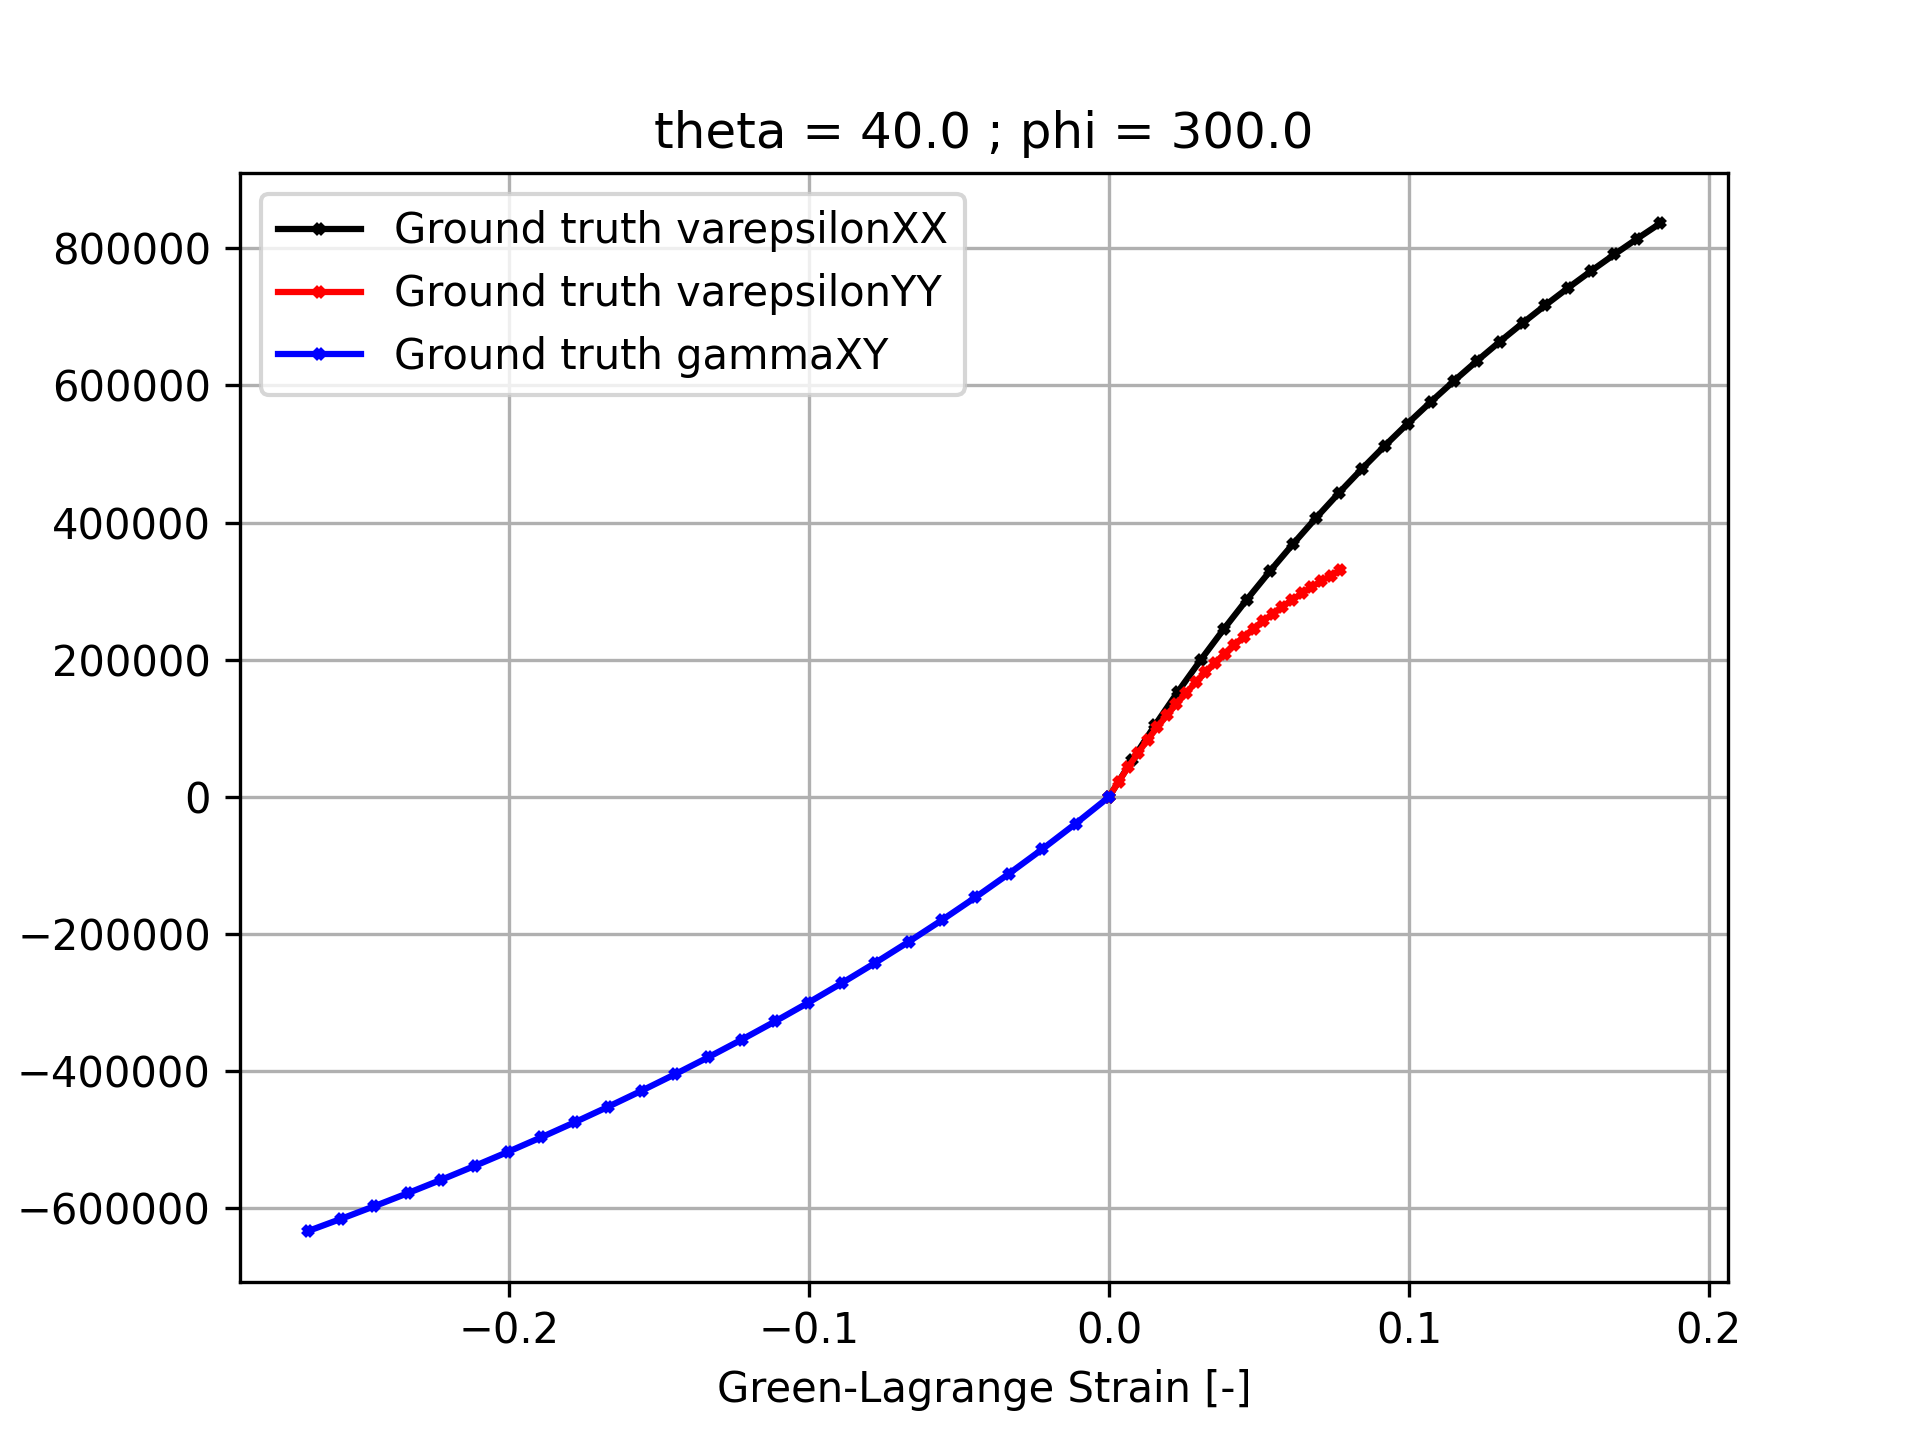 theta = 40.0 ; phi = 300.0
Ground truth varepsilonXX
Ground truth varepsilonYY
Ground truth gammaXY
800000
600000
400000
200000
0
−200000
−400000
−600000
−0.2 −0.1 0.0 0.1 0.2
Green-Lagrange Strain [-]